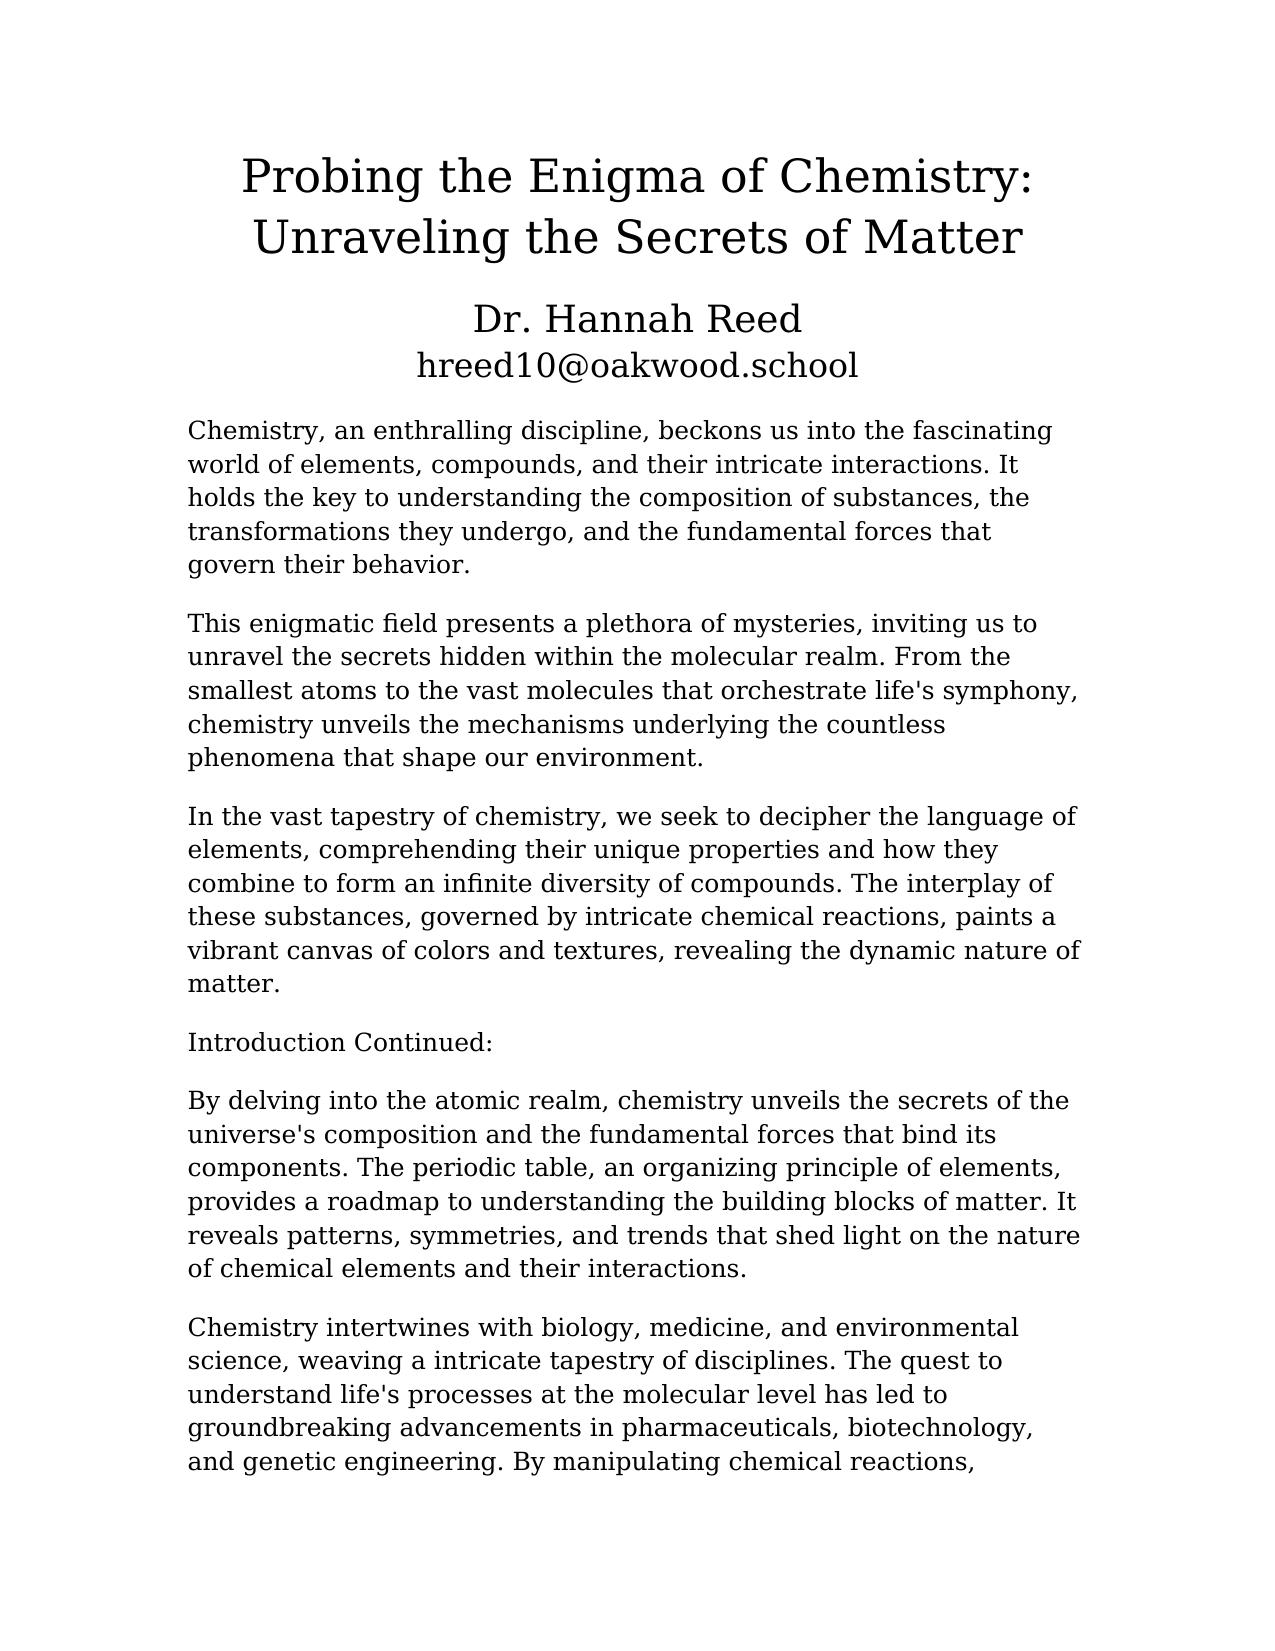 Probing the Enigma of Chemistry:
Unraveling the Secrets of Matter
Dr. Hannah Reed
hreed10@oakwood.school
Chemistry, an enthralling discipline, beckons us into the fascinating
world of elements, compounds, and their intricate interactions. It
holds the key to understanding the composition of substances, the
transformations they undergo, and the fundamental forces that
govern their behavior.
This enigmatic field presents a plethora of mysteries, inviting us to
unravel the secrets hidden within the molecular realm. From the
smallest atoms to the vast molecules that orchestrate life's symphony,
chemistry unveils the mechanisms underlying the countless
phenomena that shape our environment.
In the vast tapestry of chemistry, we seek to decipher the language of
elements, comprehending their unique properties and how they
combine to form an infinite diversity of compounds. The interplay of
these substances, governed by intricate chemical reactions, paints a
vibrant canvas of colors and textures, revealing the dynamic nature of
matter.
Introduction Continued:
By delving into the atomic realm, chemistry unveils the secrets of the
universe's composition and the fundamental forces that bind its
components. The periodic table, an organizing principle of elements,
provides a roadmap to understanding the building blocks of matter. It
reveals patterns, symmetries, and trends that shed light on the nature
of chemical elements and their interactions.
Chemistry intertwines with biology, medicine, and environmental
science, weaving a intricate tapestry of disciplines. The quest to
understand life's processes at the molecular level has led to
groundbreaking advancements in pharmaceuticals, biotechnology,
and genetic engineering. By manipulating chemical reactions,